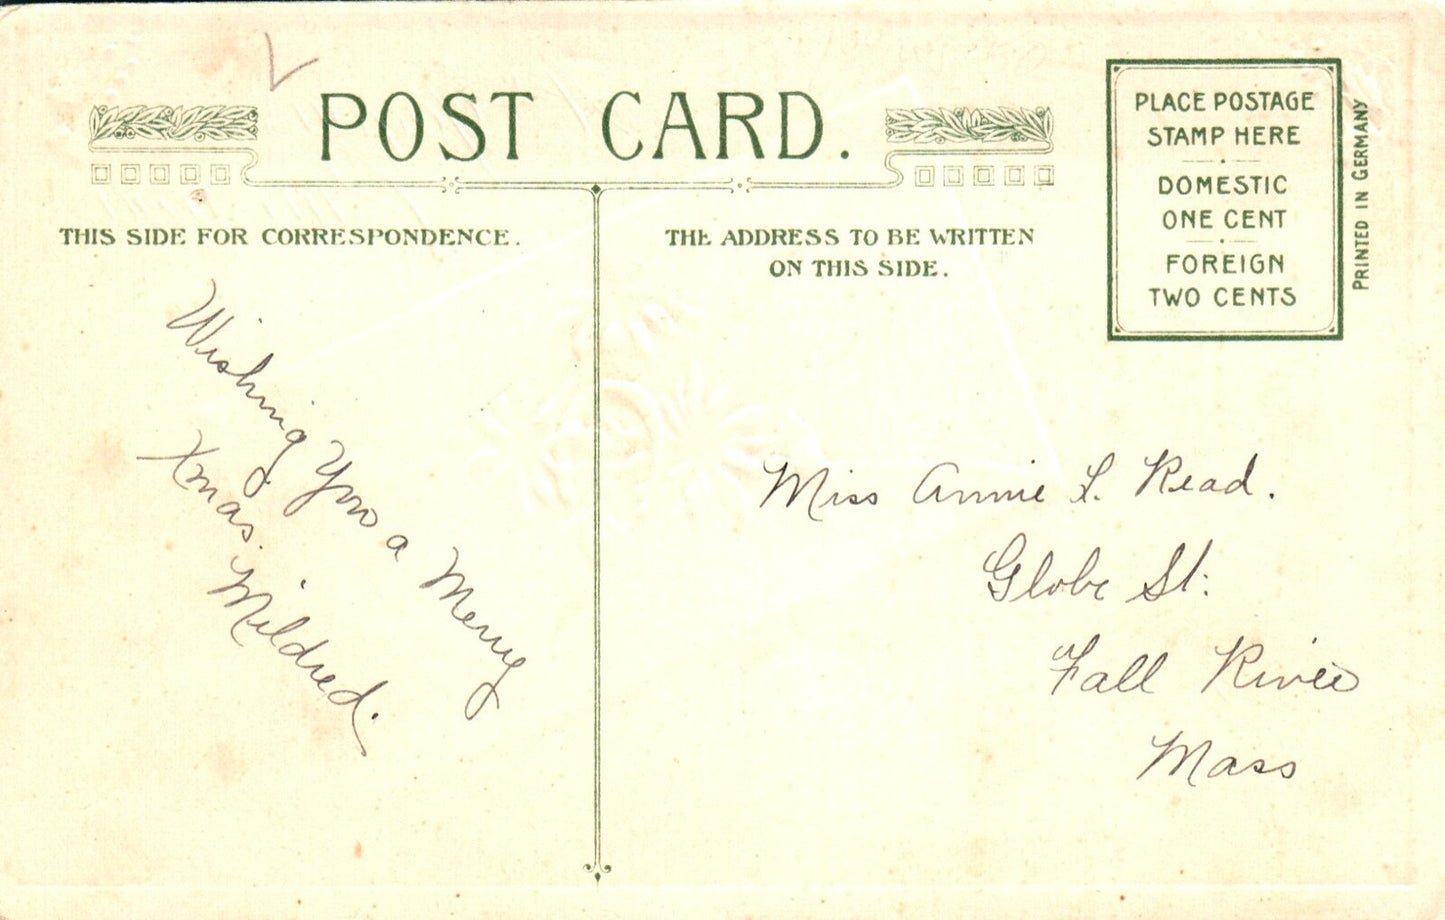 POST CARD.
THIS SIDE FOR CORRESPONDENCE.
THE ADDRESS TO BE WRITTEN
ON THIS SIDE.
PLACE POSTAGE
STAMP HERE
DOMESTIC
ONE CENT
FOREIGN
TWO CENTS
PRINTED IN GERMANY
Wishing You a Merry
Xmas.
Mildred.
Miss Annie L. Read.
Globe St.
Fall River
Mass